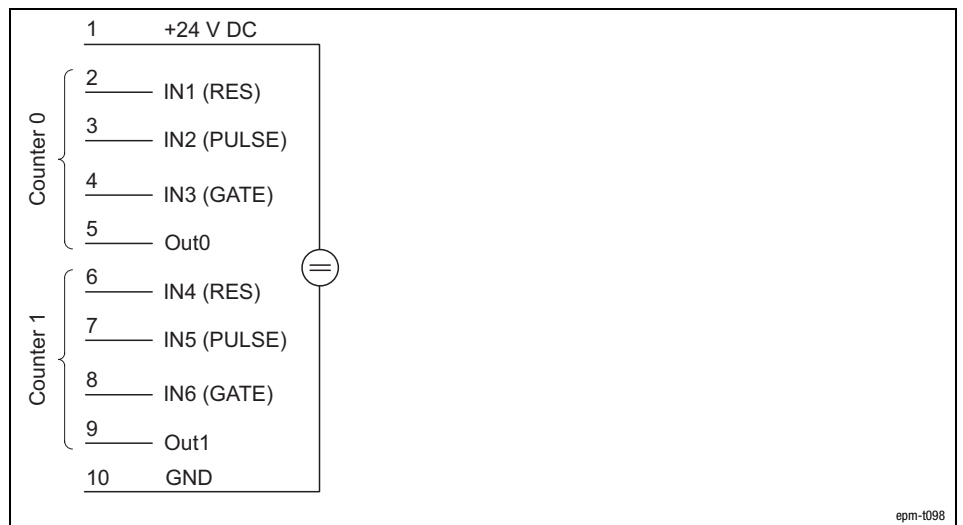 1 +24 V DC
Counter 0
2 IN1 (RES)
3 IN2 (PULSE)
4 IN3 (GATE)
5 Out0
Counter 1
6 IN4 (RES)
7 IN5 (PULSE)
8 IN6 (GATE)
9 Out1
10 GND
epm-t098